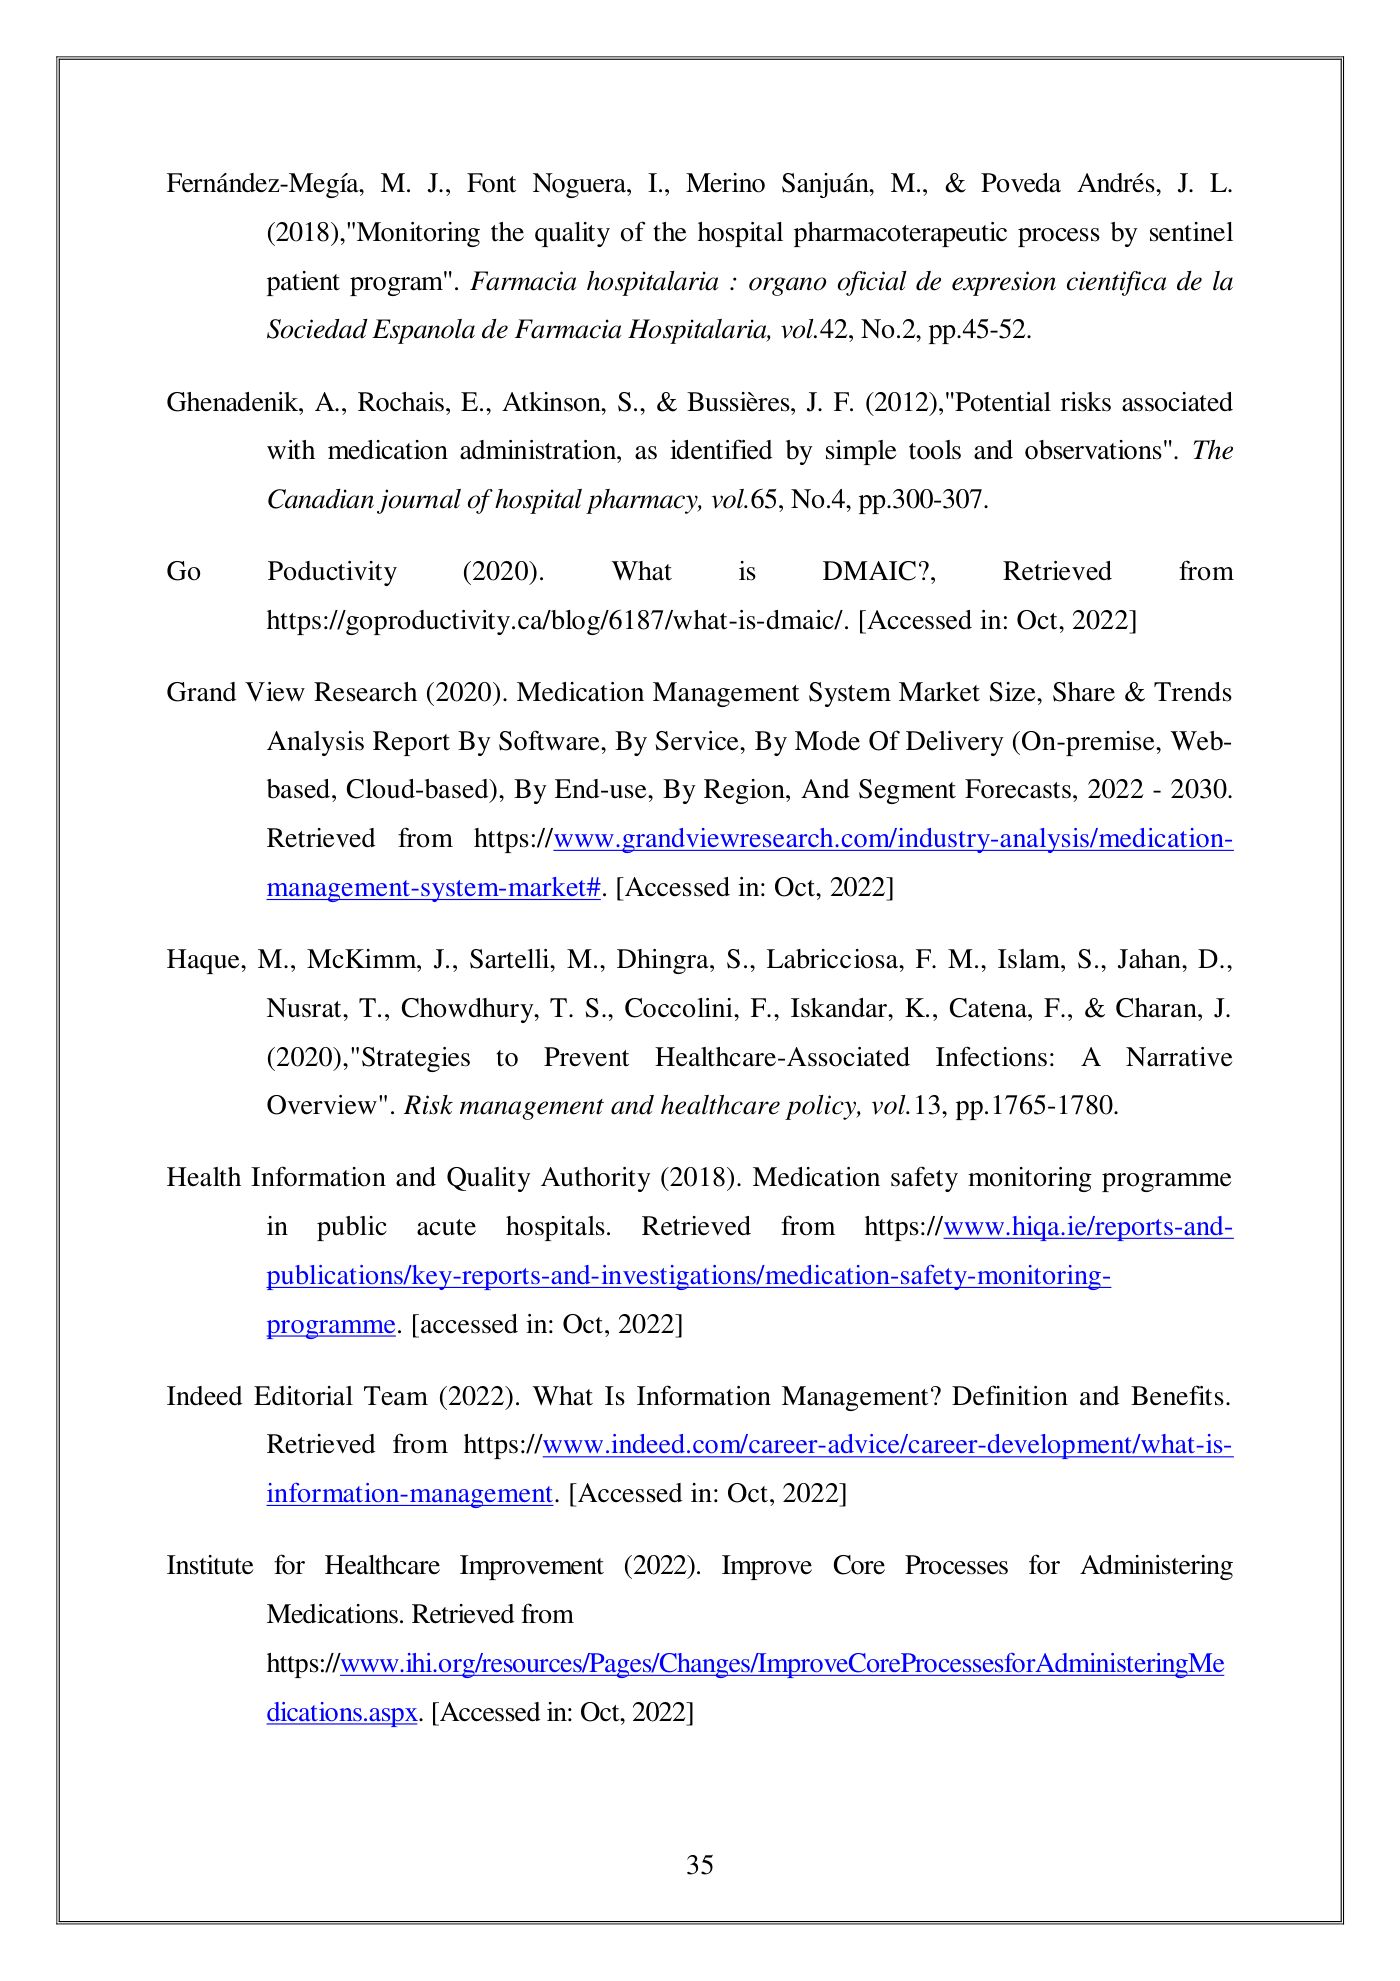 Fernández-Megía, M. J., Font Noguera, I., Merino Sanjuán, M., & Poveda Andrés, J. L.
(2018),"Monitoring the quality of the hospital pharmacoterapeutic process by sentinel
patient program". Farmacia hospitalaria : organo oficial de expresion cientifica de la
Sociedad Espanola de Farmacia Hospitalaria, vol.42, No.2, pp.45-52.
Ghenadenik, A., Rochais, E., Atkinson, S., & Bussières, J. F. (2012),"Potential risks associated
with medication administration, as identified by simple tools and observations". The
Canadian journal of hospital pharmacy, vol.65, No.4, pp.300-307.
Go Poductivity (2020). What is DMAIC?, Retrieved from
https://goproductivity.ca/blog/6187/what-is-dmaic/. [Accessed in: Oct, 2022]
Grand View Research (2020). Medication Management System Market Size, Share & Trends
Analysis Report By Software, By Service, By Mode Of Delivery (On-premise, Web-
based, Cloud-based), By End-use, By Region, And Segment Forecasts, 2022 - 2030.
Retrieved from https://www.grandviewresearch.com/industry-analysis/medication-
management-system-market#. [Accessed in: Oct, 2022]
Haque, M., McKimm, J., Sartelli, M., Dhingra, S., Labricciosa, F. M., Islam, S., Jahan, D.,
Nusrat, T., Chowdhury, T. S., Coccolini, F., Iskandar, K., Catena, F., & Charan, J.
(2020),"Strategies to Prevent Healthcare-Associated Infections: A Narrative
Overview". Risk management and healthcare policy, vol.13, pp.1765-1780.
Health Information and Quality Authority (2018). Medication safety monitoring programme
in public acute hospitals. Retrieved from https://www.hiqa.ie/reports-and-
publications/key-reports-and-investigations/medication-safety-monitoring-
programme. [accessed in: Oct, 2022]
Indeed Editorial Team (2022). What Is Information Management? Definition and Benefits.
Retrieved from https://www.indeed.com/career-advice/career-development/what-is-
information-management. [Accessed in: Oct, 2022]
Institute for Healthcare Improvement (2022). Improve Core Processes for Administering
Medications. Retrieved from
https://www.ihi.org/resources/Pages/Changes/ImproveCoreProcessesforAdministeringMe
dications.aspx. [Accessed in: Oct, 2022]
35